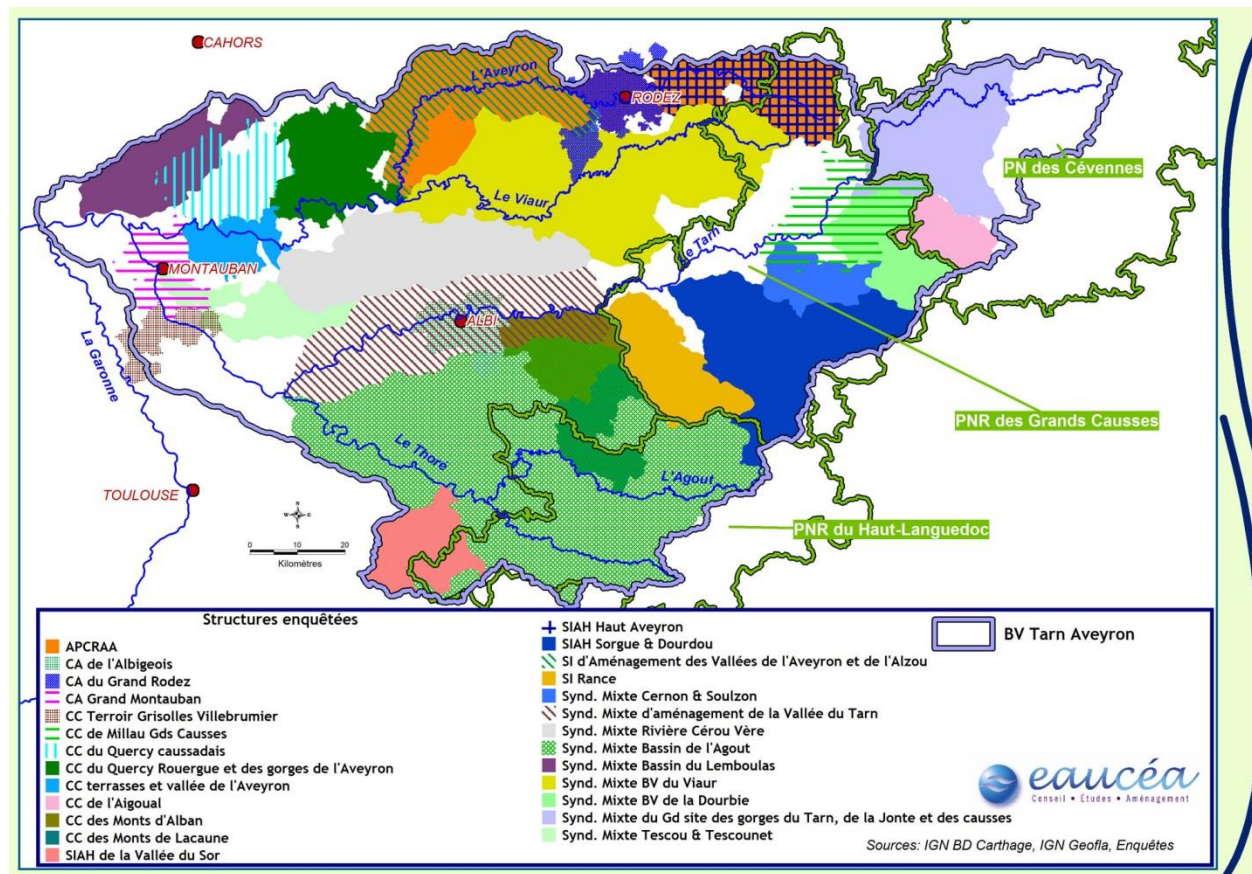 CAHORS
L'Aveyron
RODEZ
PN des Cévennes
Le Viaur
Le Tarn
MONTAUBAN
ALBI
La Garonne
PNR des Grands Causses
Le Thore
L'Agout
TOULOUSE
PNR du Haut-Languedoc
N
W E
S
0 10 20
Kilomètres
Structures enquêtées
APCRAA
CA de l'Albigeois
CA du Grand Rodez
CA Grand Montauban
CC Terroir Grisolles Villebrumier
CC de Millau Gds Causses
CC du Quercy caussadais
CC du Quercy Rouergue et des gorges de l'Aveyron
CC terrasses et vallée de l'Aveyron
CC de l'Aigoual
CC des Monts d'Alban
CC des Monts de Lacaune
SIAH de la Vallée du Sor
SIAH Haut Aveyron
SIAH Sorgue & Dourdou
SI d'Aménagement des Vallées de l'Aveyron et de l'Alzou
SI Rance
Synd. Mixte Cernon & Soulzon
Synd. Mixte d'aménagement de la Vallée du Tarn
Synd. Mixte Rivière Cérou Vère
Synd. Mixte Bassin de l'Agout
Synd. Mixte Bassin du Lemboulas
Synd. Mixte BV du Viaur
Synd. Mixte BV de la Dourbie
Synd. Mixte du Gd site des gorges du Tarn, de la Jonte et des causses
Synd. Mixte Tescou & Tescounet
BV Tarn Aveyron
eaucéa
Conseil • Études • Aménagement
Sources: IGN BD Carthage, IGN Geofla, Enquêtes